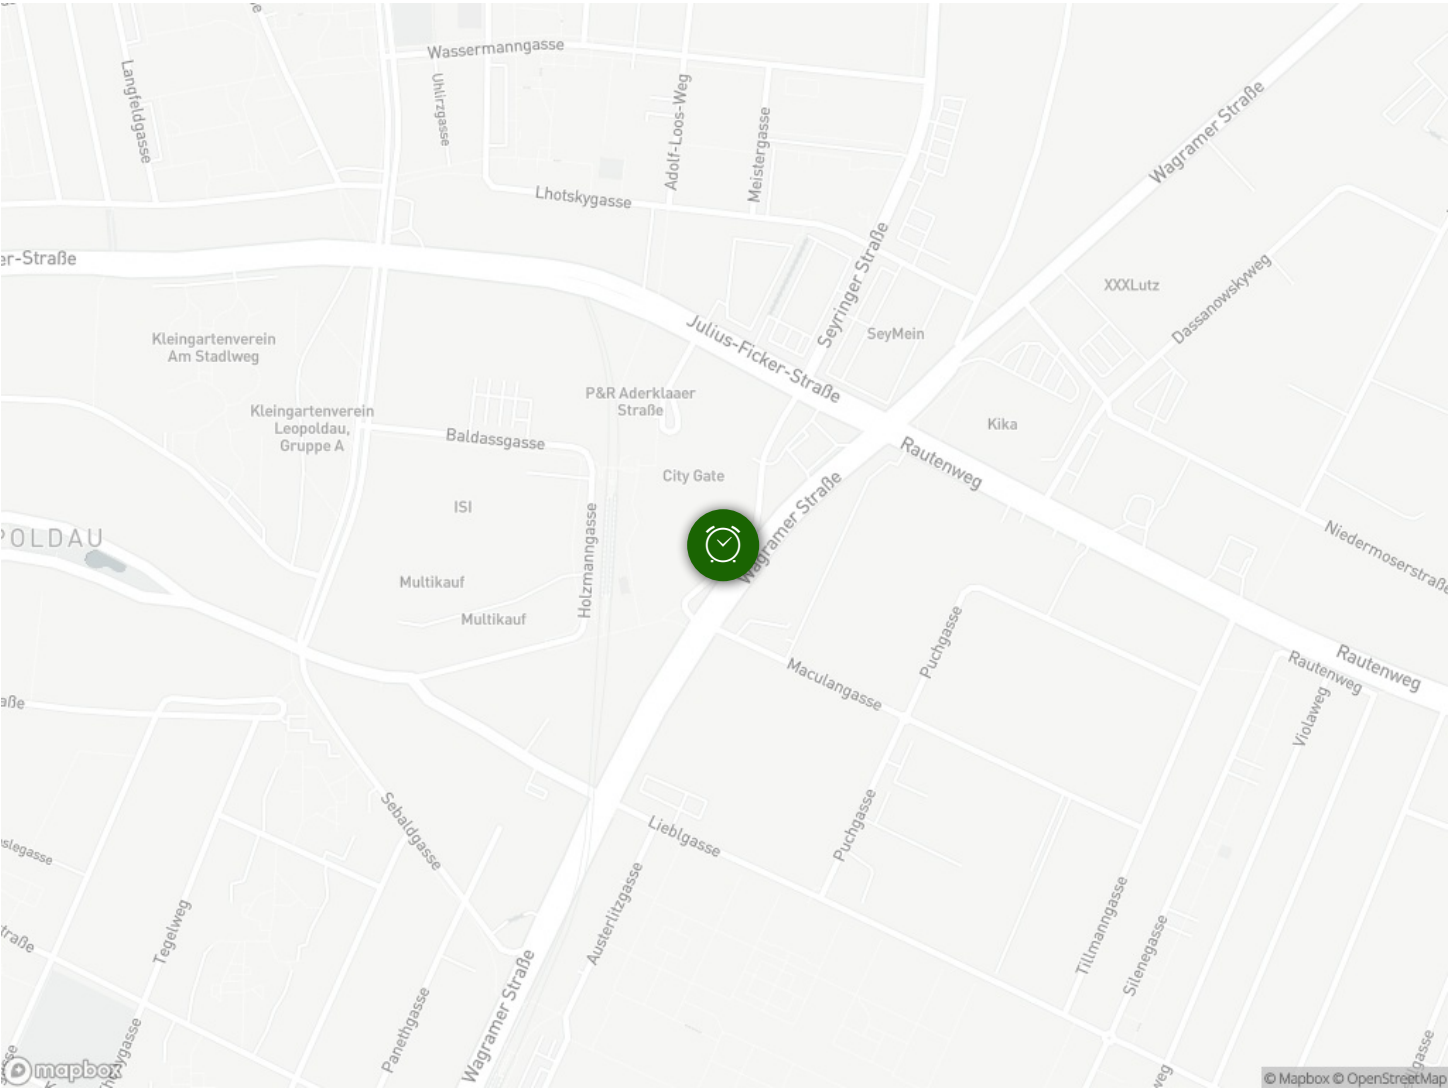 Wassermanngasse
Langfeldgasse
Uhlirzgasse
Adolf-Loos-Weg
Meistergasse
Wagramer Straße
Lhotskygasse
er-Straße
Seyringer Straße
Dassanowskyweg
XXXLutz
Kleingartenverein
Am Stadlweg
Julius-Ficker-Straße
SeyMein
P&R Aderklaaer
Straße
Kleingartenverein
Leopoldau,
Gruppe A
Baldassgasse
Kika
Rautenweg
City Gate
ISI
Holzmanngasse
Wagramer Straße
Niedermoserstraße
POLDAU
Multikauf
Multikauf
Puchgasse
Maculangasse
Rautenweg
Rautenweg
Violaweg
aße
Sebaldgasse
Lieblgasse
Puchgasse
slegasse
Austerlitzgasse
Tillmanngasse
Silenegasse
Tegelweg
traße
Panethgasse
Wagramer Straße
mapbox
© Mapbox © OpenStreetMap